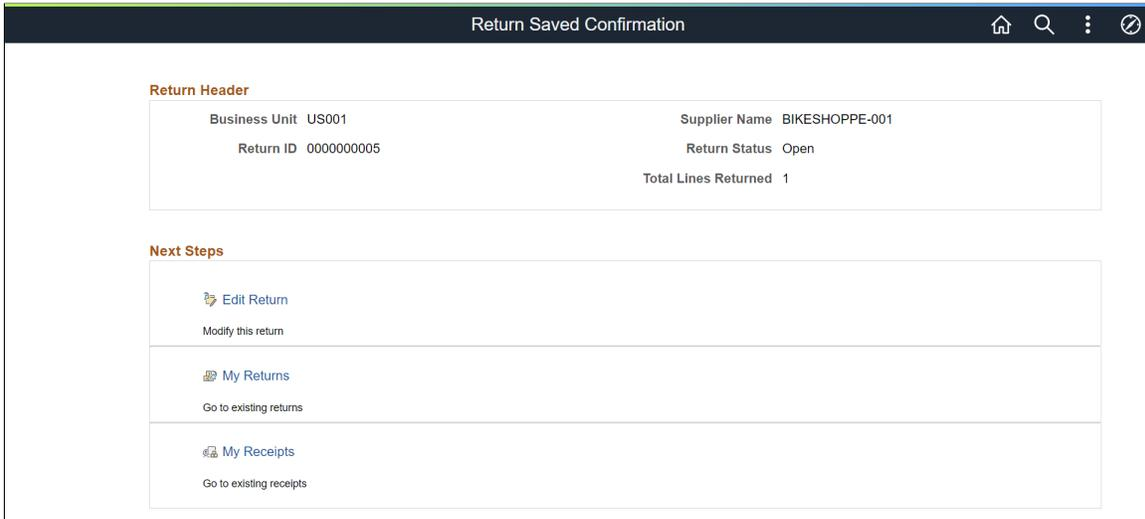 Return Saved Confirmation
Return Header
Business Unit US001 Supplier Name BIKESHOPPE-001
Return ID 0000000005 Return Status Open
Total Lines Returned 1
Next Steps
Edit Return
Modify this return
My Returns
Go to existing returns
My Receipts
Go to existing receipts